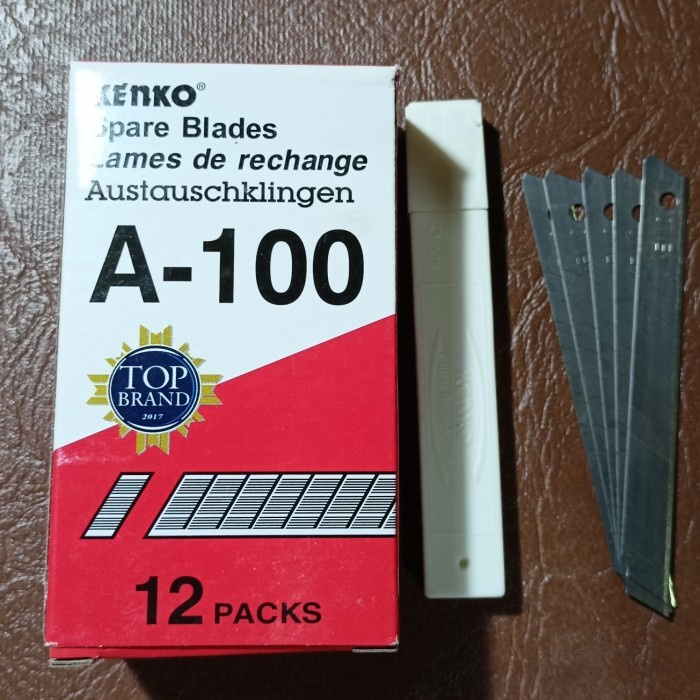 KENKO®
Spare Blades
Lames de rechange
Austauschklingen
A-100
TOP
BRAND
2017
12 PACKS